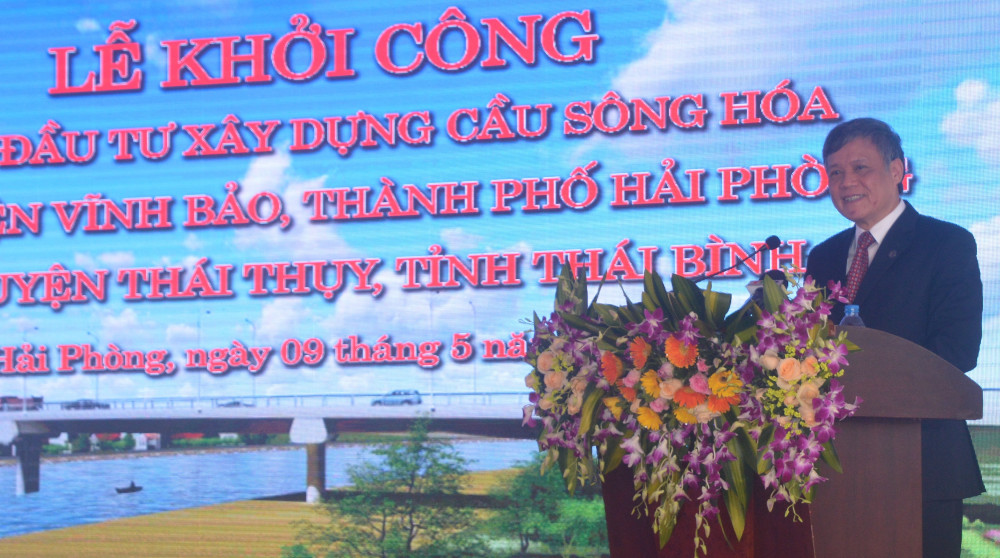 LỄ KHỞI CÔNG
ĐẦU TƯ XÂY DỰNG CẦU SÔNG HÓA
VĨNH BẢO, THÀNH PHỐ HẢI PHÒNG
THÁI THỤY, TỈNH THÁI BÌNH
Hải Phòng, ngày 09 tháng 5